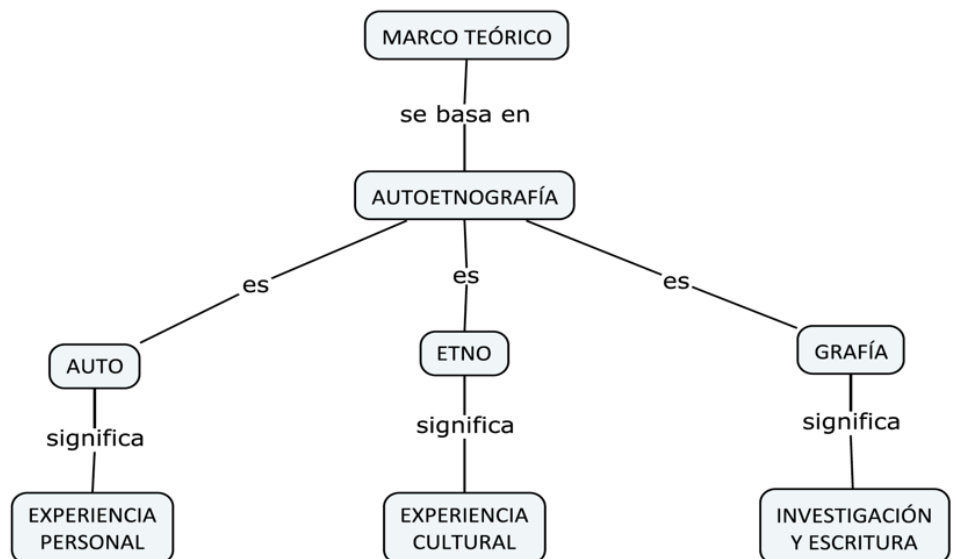 MARCO TEÓRICO
se basa en
AUTOETNOGRAFÍA
es
es
es
AUTO
ETNO
GRAFÍA
significa
significa
significa
EXPERIENCIA
PERSONAL
EXPERIENCIA
CULTURAL
INVESTIGACIÓN
Y ESCRITURA